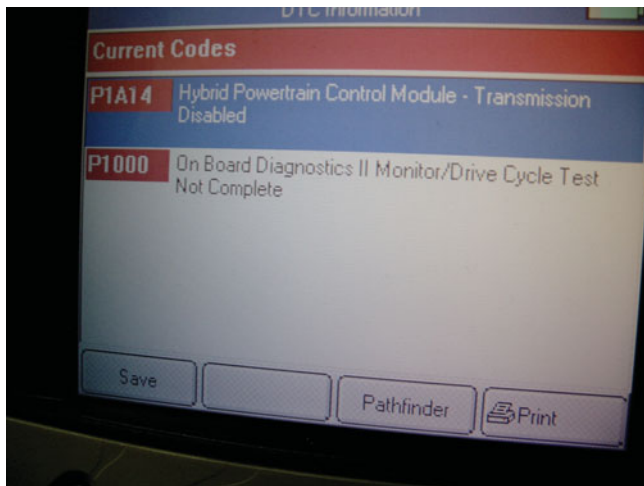 DTC Information
Current Codes
P1A14 Hybrid Powertrain Control Module - Transmission
Disabled
P1000 On Board Diagnostics II Monitor/Drive Cycle Test
Not Complete
Save
Pathfinder
Print